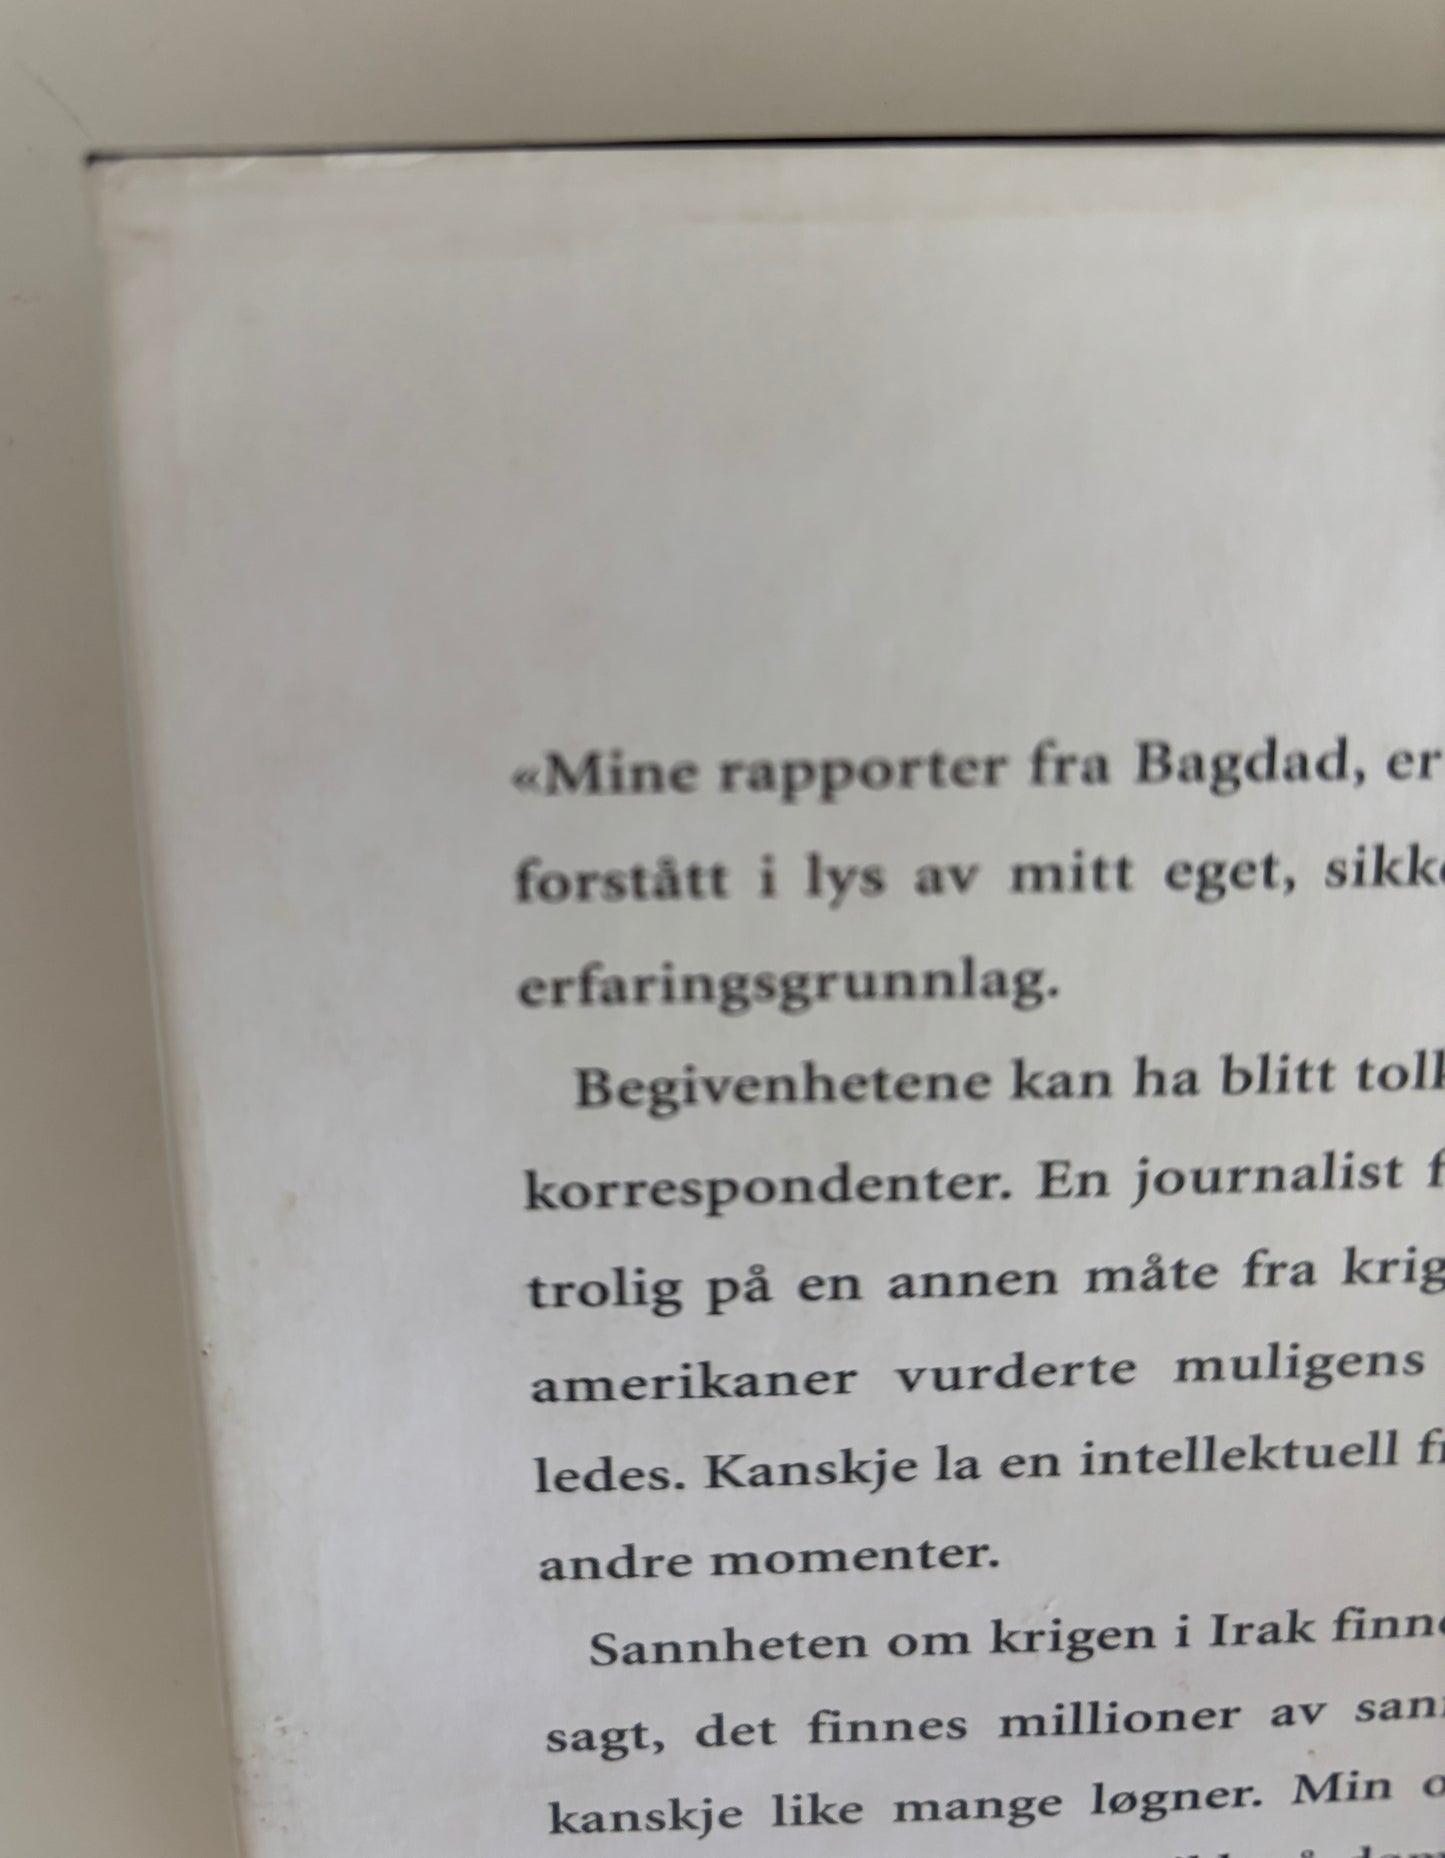 «Mine rapporter fra Bagdad, er
forstått i lys av mitt eget,
erfaringsgrunnlag.
Begivenhetene kan ha blitt
korrespondenter. En journalist
trolig på en annen måte fra
amerikaner vurderte muligens
ledes. Kanskje la en intellektuell
andre momenter.
Sannheten om krigen i Irak
sagt, det finnes millioner av
kanskje like mange løgner. Min